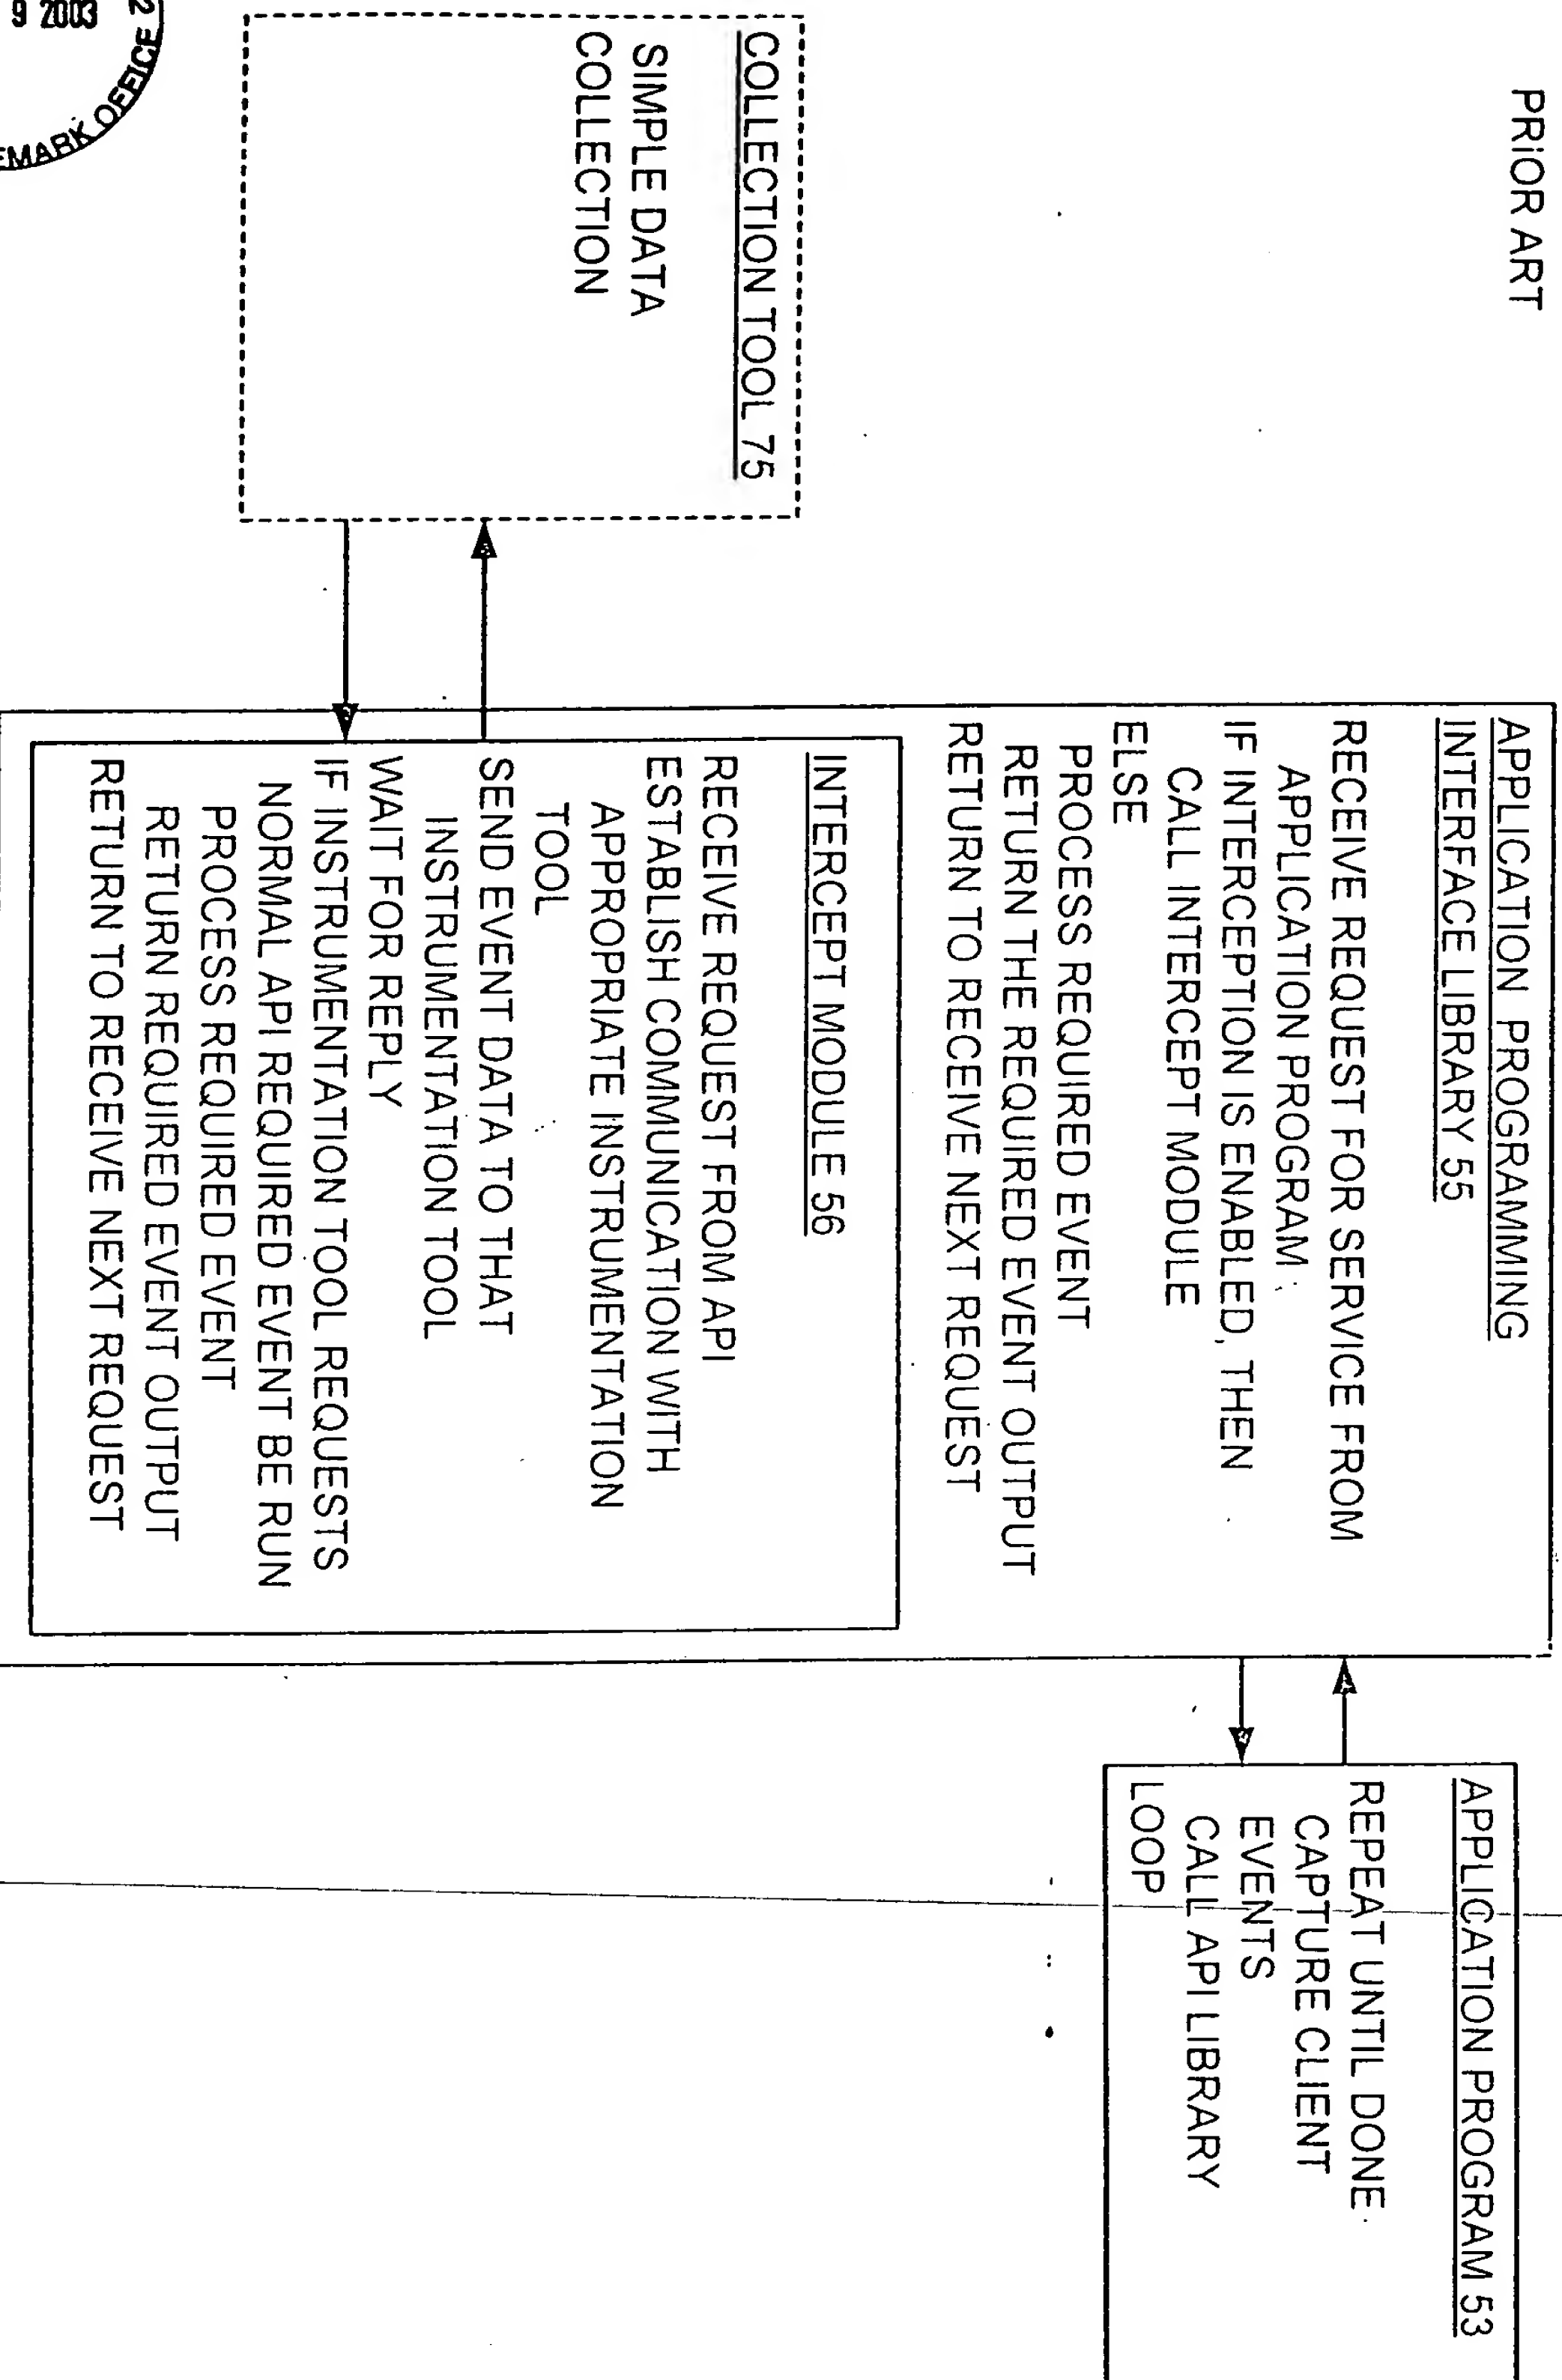 PRIOR ART
COLLECTION TOOL 75
SIMPLE DATA
COLLECTION
APPLICATION PROGRAMMING
INTERFACE LIBRARY 55
RECEIVE REQUEST FOR SERVICE FROM
APPLICATION PROGRAM
IF INTERCEPTION IS ENABLED, THEN
CALL INTERCEPT MODULE
ELSE
PROCESS REQUIRED EVENT
RETURN THE REQUIRED EVENT OUTPUT
RETURN TO RECEIVE NEXT REQUEST
INTERCEPT MODULE 56
RECEIVE REQUEST FROM API
ESTABLISH COMMUNICATION WITH
APPROPRIATE INSTRUMENTATION
TOOL
SEND EVENT DATA TO THAT
INSTRUMENTATION TOOL
WAIT FOR REPLY
IF INSTRUMENTATION TOOL REQUESTS
NORMAL API REQUIRED EVENT BE RUN
PROCESS REQUIRED EVENT
RETURN REQUIRED EVENT OUTPUT
RETURN TO RECEIVE NEXT REQUEST
APPLICATION PROGRAM 53
REPEAT UNTIL DONE
CAPTURE CLIENT
EVENTS
CALL API LIBRARY
LOOP
9 2003
EMARK OFFICE